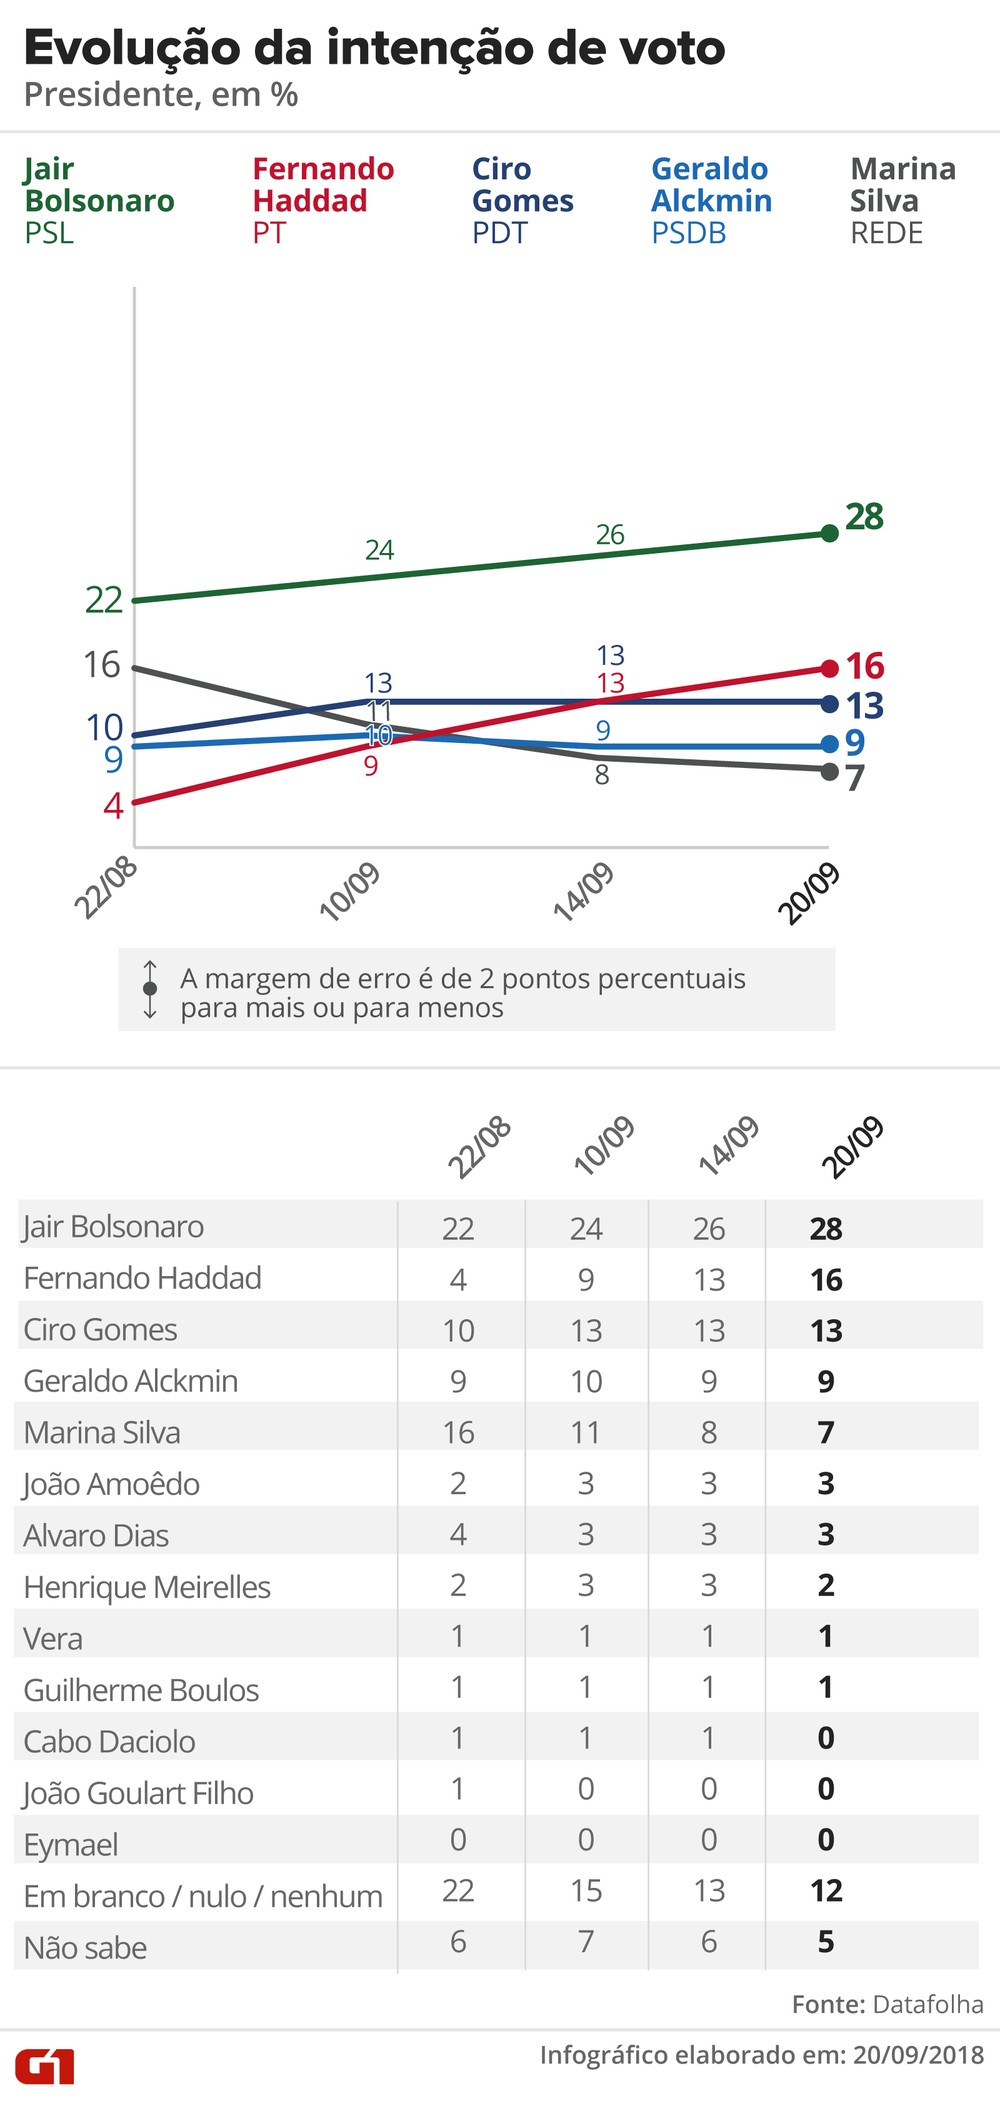 Evolução da intenção de voto
Presidente, em %
Jair
Bolsonaro
PSL
Fernando
Haddad
PT
Ciro
Gomes
PDT
Geraldo
Alckmin
PSDB
Marina
Silva
REDE
22
24
26
28
16
11
8
7
10
13
13
13
9
10
9
9
4
9
13
16
22/08 10/09 14/09 20/09
A margem de erro é de 2 pontos percentuais
para mais ou para menos
22/08 10/09 14/09 20/09
Jair Bolsonaro 22 24 26 28
Fernando Haddad 4 9 13 16
Ciro Gomes 10 13 13 13
Geraldo Alckmin 9 10 9 9
Marina Silva 16 11 8 7
João Amoêdo 2 3 3 3
Alvaro Dias 4 3 3 3
Henrique Meirelles 2 3 3 2
Vera 1 1 1 1
Guilherme Boulos 1 1 1 1
Cabo Daciolo 1 1 1 0
João Goulart Filho 1 0 0 0
Eymael 0 0 0 0
Em branco / nulo / nenhum 22 15 13 12
Não sabe 6 7 6 5
Fonte: Datafolha
G1
Infográfico elaborado em: 20/09/2018